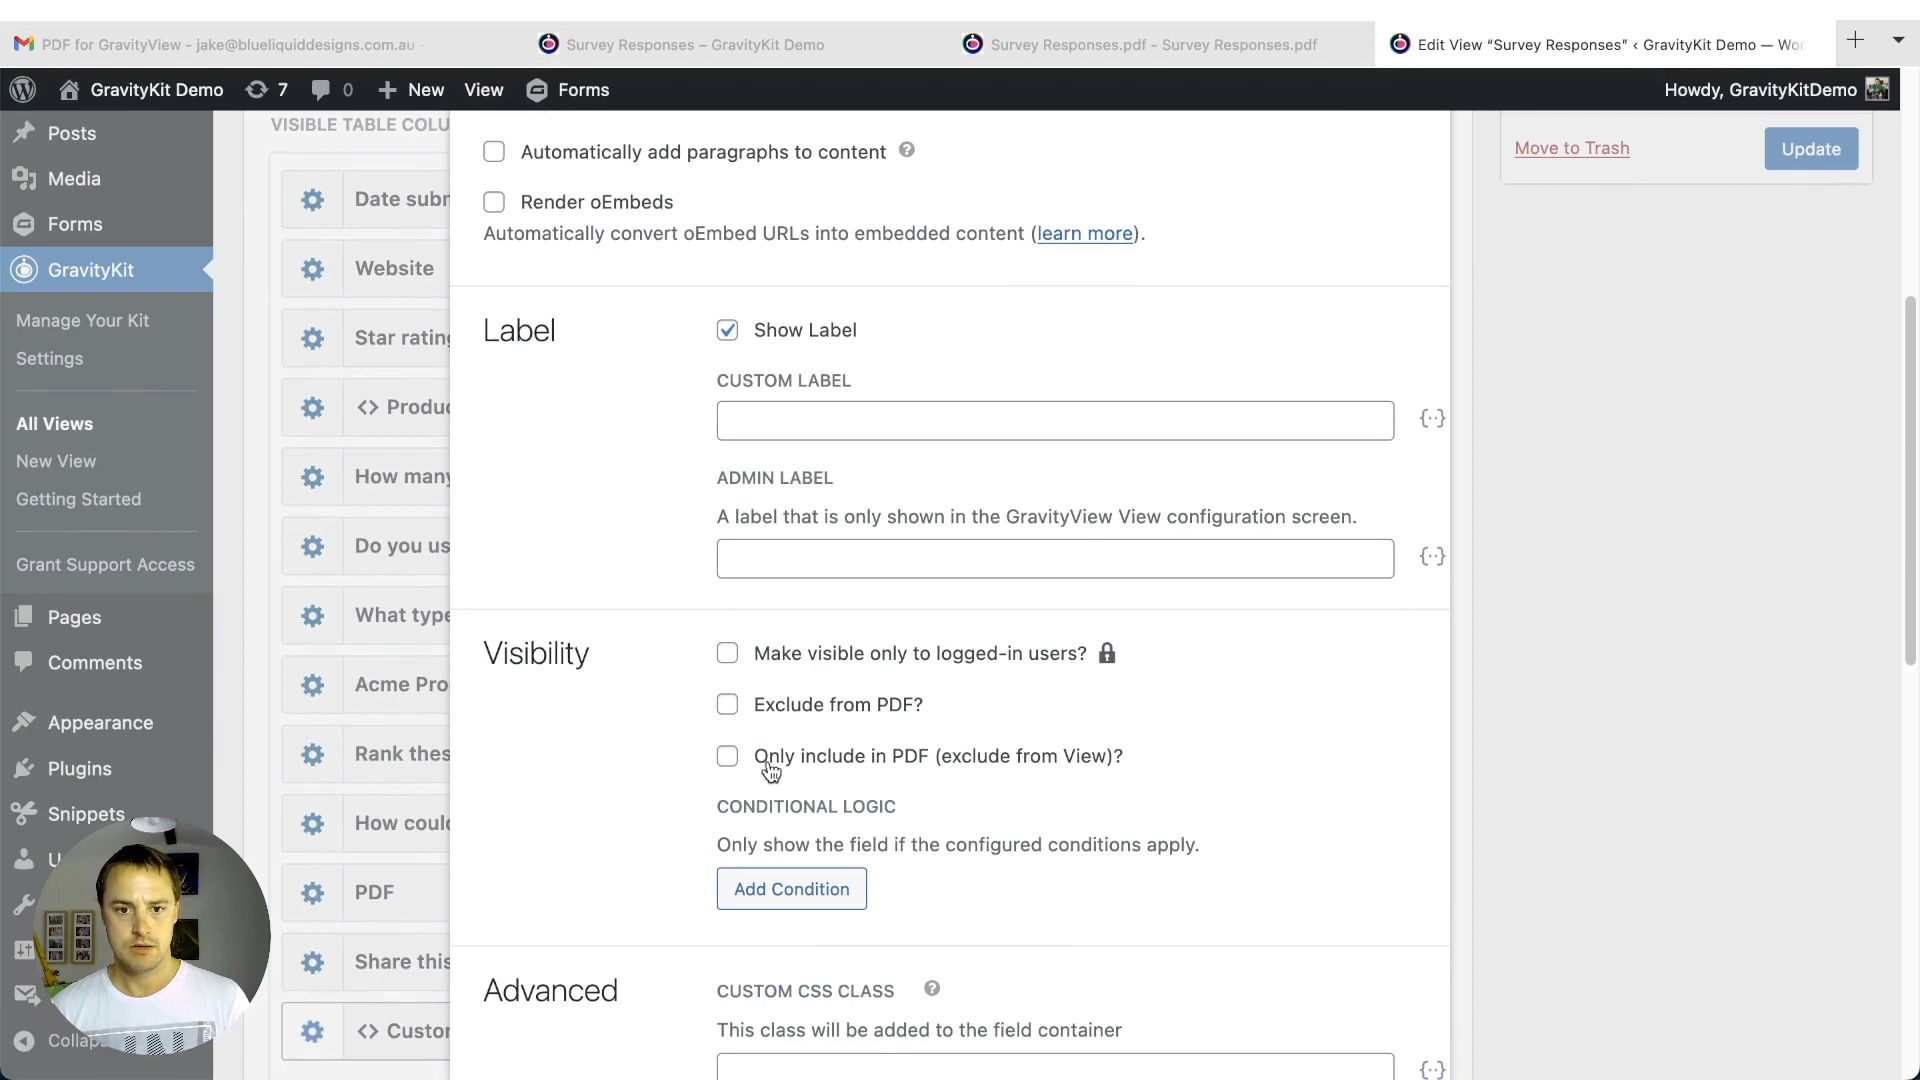 PDF for GravityView - jake@blueliquiddesigns.com.au -
Survey Responses – GravityKit Demo
Survey Responses.pdf - Survey Responses.pdf
Edit View “Survey Responses” ‹ GravityKit Demo — Wor
GravityKit Demo
7
0
New
View
Forms
Howdy, GravityKitDemo
Posts
Media
Forms
GravityKit
Manage Your Kit
Settings
All Views
New View
Getting Started
Grant Support Access
Pages
Comments
Appearance
Plugins
Snippets
U
Collap
VISIBLE TABLE COLU
Date subm
Website
Star rating
<> Produc
How many
Do you us
What type
Acme Pro
Rank thes
How could
PDF
Share this
<> Custor
Automatically add paragraphs to content
Render oEmbeds
Automatically convert oEmbed URLs into embedded content (learn more).
Label
Show Label
CUSTOM LABEL
{··}
ADMIN LABEL
A label that is only shown in the GravityView View configuration screen.
{··}
Visibility
Make visible only to logged-in users?
Exclude from PDF?
Only include in PDF (exclude from View)?
CONDITIONAL LOGIC
Only show the field if the configured conditions apply.
Add Condition
Advanced
CUSTOM CSS CLASS
This class will be added to the field container
{··}
Move to Trash
Update